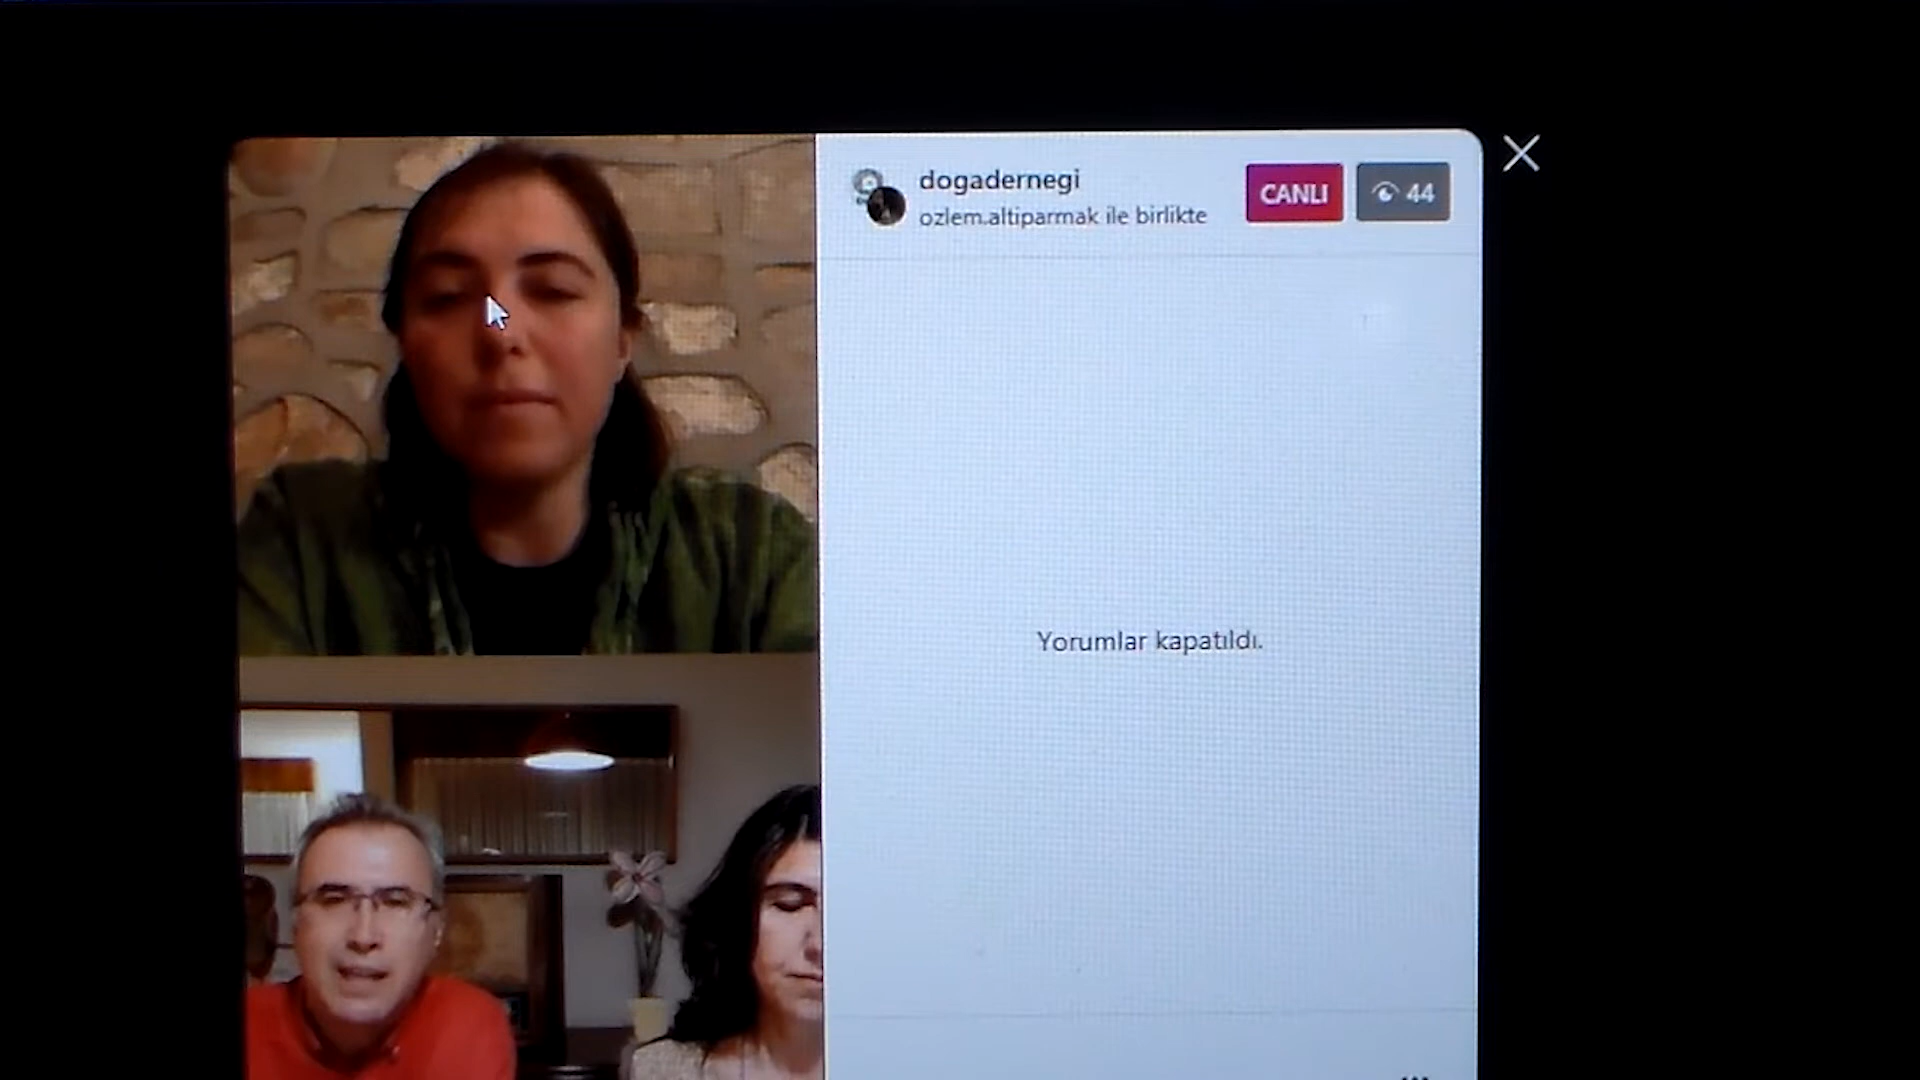 dogadernegi
ozlem.altiparmak ile birlikte
CANLI
44
Yorumlar kapatıldı.